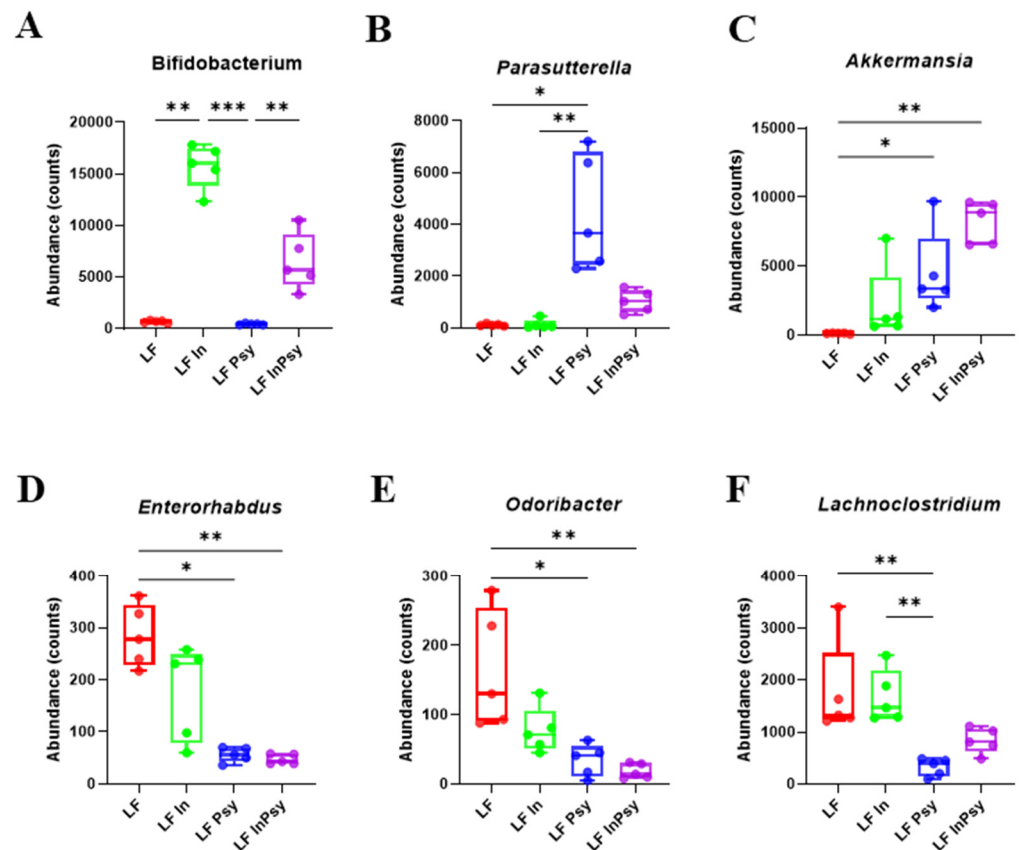 A
Bifidobacterium
** *** **
Abundance (counts)
20000
15000
10000
5000
0
LF
LF In
LF Psy
LF InPsy
B
Parasutterella
*
**
Abundance (counts)
8000
6000
4000
2000
0
LF
LF In
LF Psy
LF InPsy
C
Akkermansia
**
*
Abundance (counts)
15000
10000
5000
0
LF
LF In
LF Psy
LF InPsy
D
Enterorhabdus
**
*
Abundance (counts)
400
300
200
100
0
LF
LF In
LF Psy
LF InPsy
E
Odoribacter
**
*
Abundance (counts)
300
200
100
0
LF
LF In
LF Psy
LF InPsy
F
Lachnoclostridium
**
**
Abundance (counts)
4000
3000
2000
1000
0
LF
LF In
LF Psy
LF InPsy